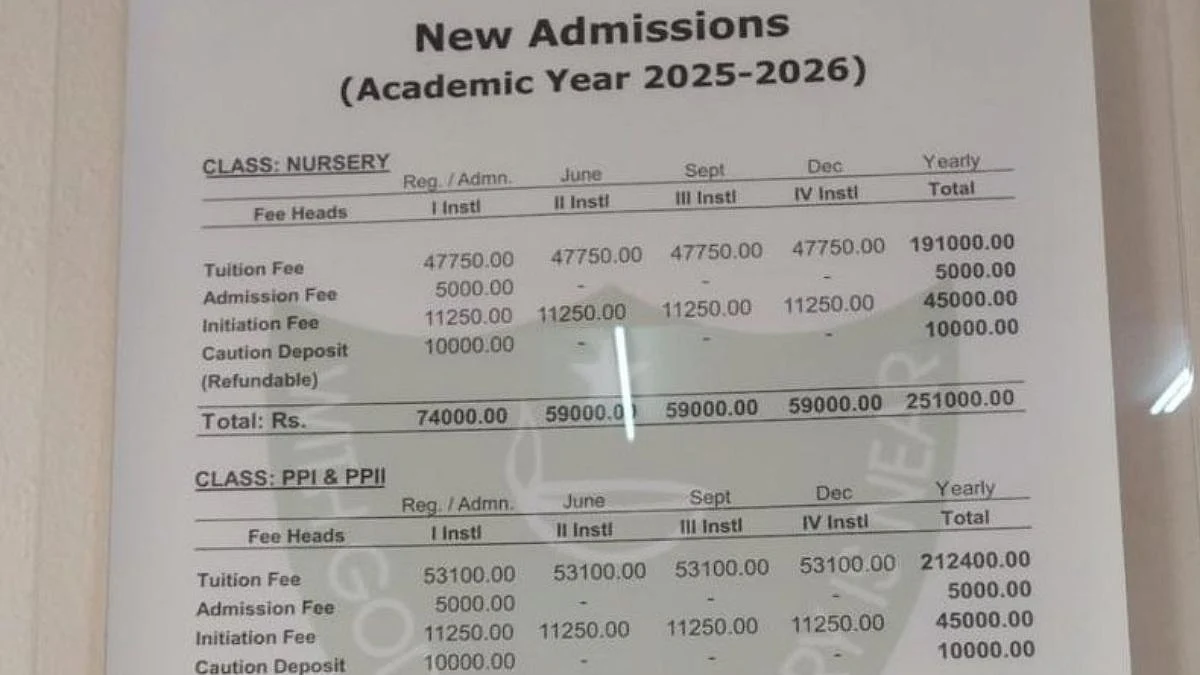 New Admissions
(Academic Year 2025-2026)
CLASS: NURSERY
Reg. / Admn. June Sept Dec Yearly
Fee Heads I Instl II Instl III Instl IV Instl Total
Tuition Fee 47750.00 47750.00 47750.00 47750.00 191000.00
Admission Fee 5000.00 - - - 5000.00
Initiation Fee 11250.00 11250.00 11250.00 11250.00 45000.00
Caution Deposit 10000.00 - - - 10000.00
(Refundable)
Total: Rs. 74000.00 59000.00 59000.00 59000.00 251000.00
CLASS: PPI & PPII
Reg. / Admn. June Sept Dec Yearly
Fee Heads I Instl II Instl III Instl IV Instl Total
Tuition Fee 53100.00 53100.00 53100.00 53100.00 212400.00
Admission Fee 5000.00 - - - 5000.00
Initiation Fee 11250.00 11250.00 11250.00 11250.00 45000.00
Caution Deposit 10000.00 - - - 10000.00
WITH GO
IS NEAR